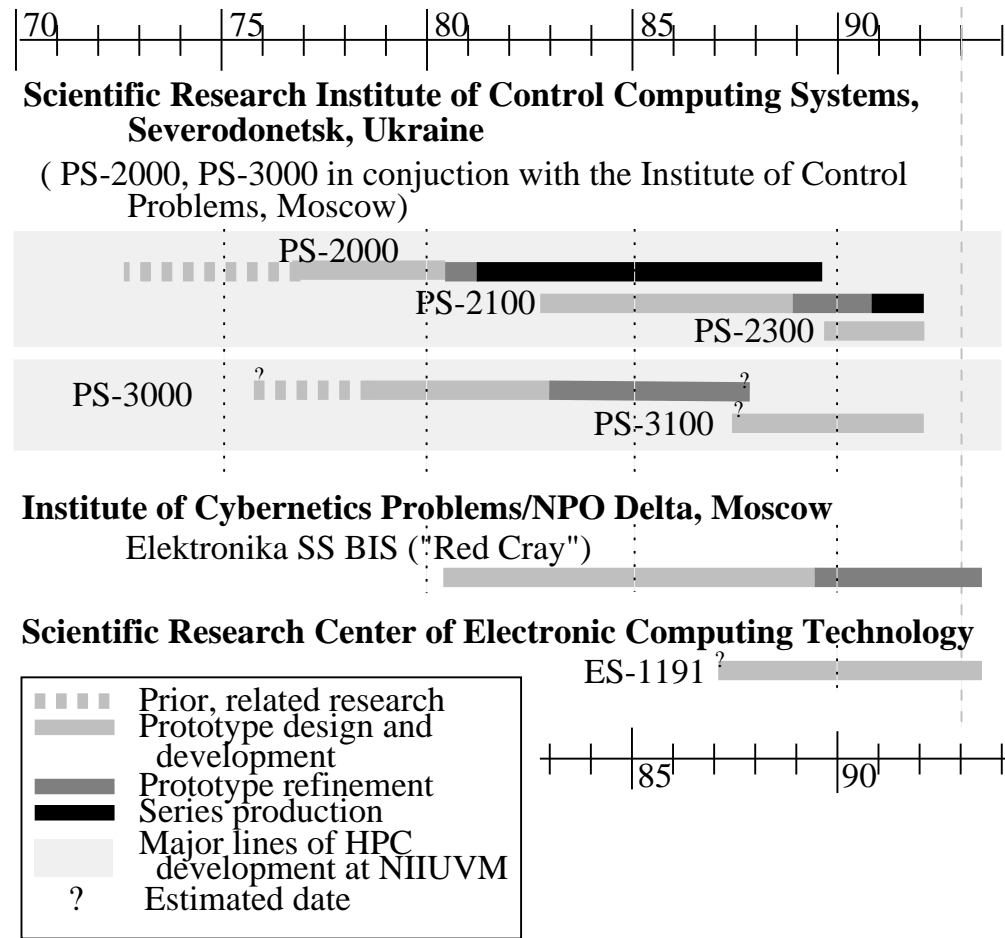 70 75 80 85 90
Scientific Research Institute of Control Computing Systems,
Severodonetsk, Ukraine
( PS-2000, PS-3000 in conjuction with the Institute of Control
Problems, Moscow)
PS-2000
PS-2100
PS-2300
?
?
PS-3000
?
PS-3100
Institute of Cybernetics Problems/NPO Delta, Moscow
Elektronika SS BIS ("Red Cray")
Scientific Research Center of Electronic Computing Technology
?
ES-1191
Prior, related research
Prototype design and
development
Prototype refinement
Series production
Major lines of HPC
development at NIIUVM
? Estimated date
85 90